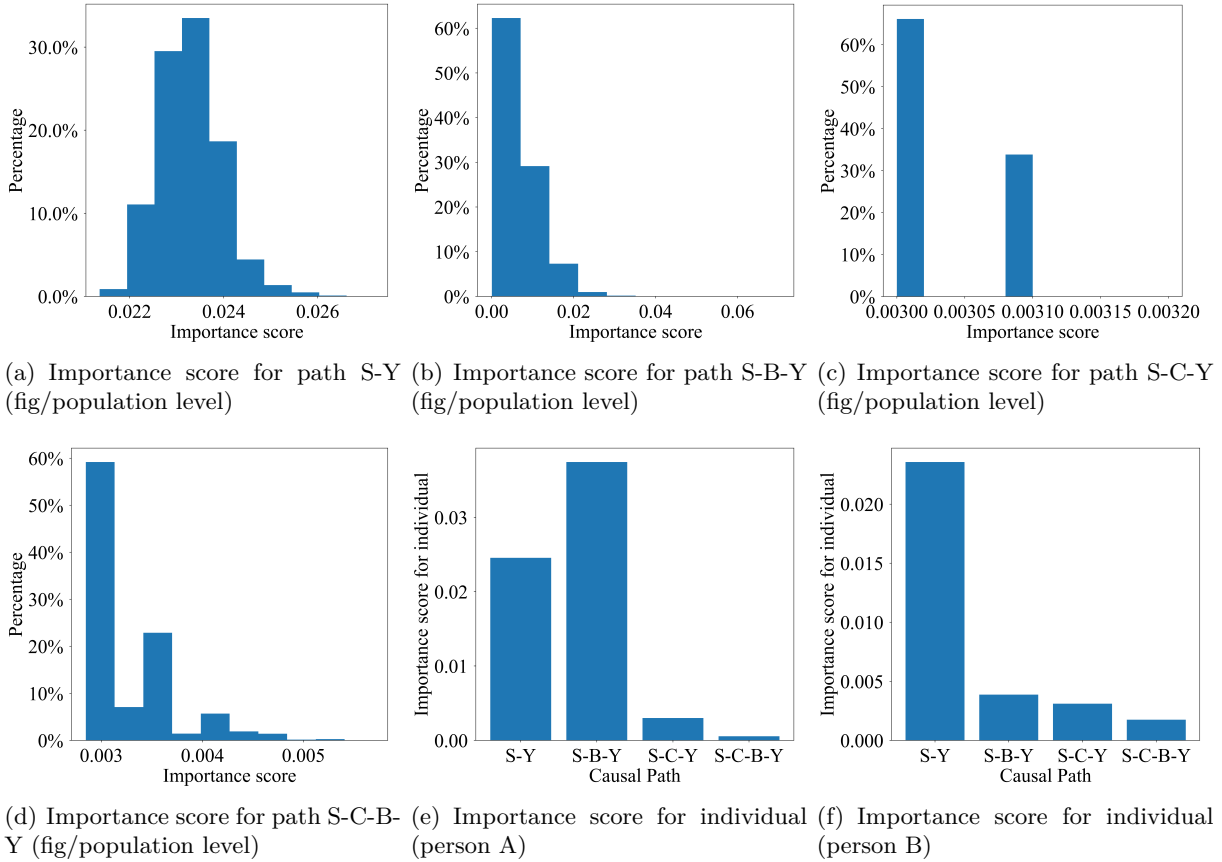 30.0%
20.0%
10.0%
0.0%
Percentage
0.022 0.024 0.026
Importance score
60%
50%
40%
30%
20%
10%
0%
Percentage
0.00 0.02 0.04 0.06
Importance score
60%
50%
40%
30%
20%
10%
0%
Percentage
0.00300 0.00305 0.00310 0.00315 0.00320
Importance score
(a) Importance score for path S-Y
(fig/population level)
(b) Importance score for path S-B-Y
(fig/population level)
(c) Importance score for path S-C-Y
(fig/population level)
60%
50%
40%
30%
20%
10%
0%
Percentage
0.003 0.004 0.005
Importance score
0.03
0.02
0.01
0.00
Importance score for individual
S-Y S-B-Y S-C-Y S-C-B-Y
Causal Path
0.020
0.015
0.010
0.005
0.000
Importance score for individual
S-Y S-B-Y S-C-Y S-C-B-Y
Causal Path
(d) Importance score for path S-C-B-
Y (fig/population level)
(e) Importance score for individual
(person A)
(f) Importance score for individual
(person B)